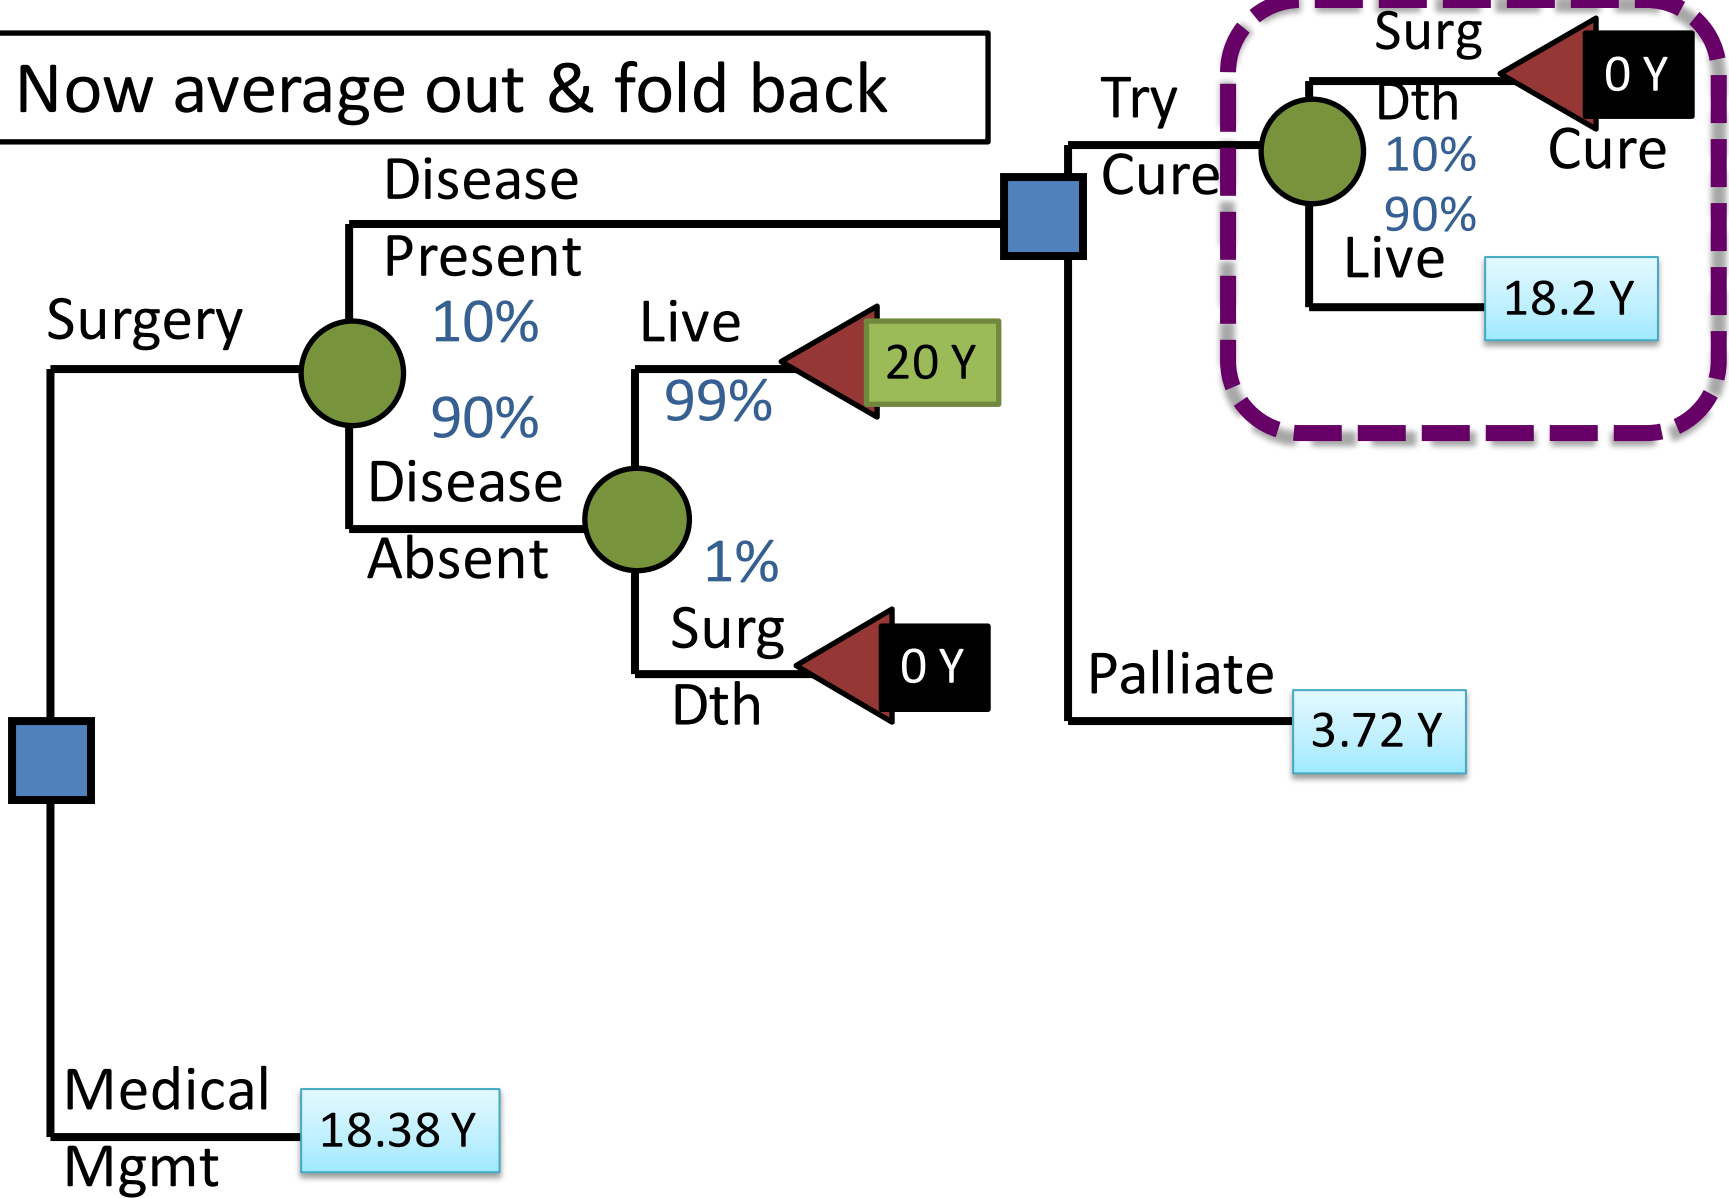 Now average out & fold back
Surg
Dth
0 Y
Cure
10%
90%
Live
18.2 Y
Try
Cure
Disease
Present
10%
90%
Surgery
Live
99%
20 Y
Disease
Absent
1%
Surg
Dth
0 Y
Palliate
3.72 Y
Medical
Mgmt
18.38 Y